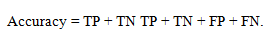 Accuracy = TP + TN TP + TN + FP + FN.